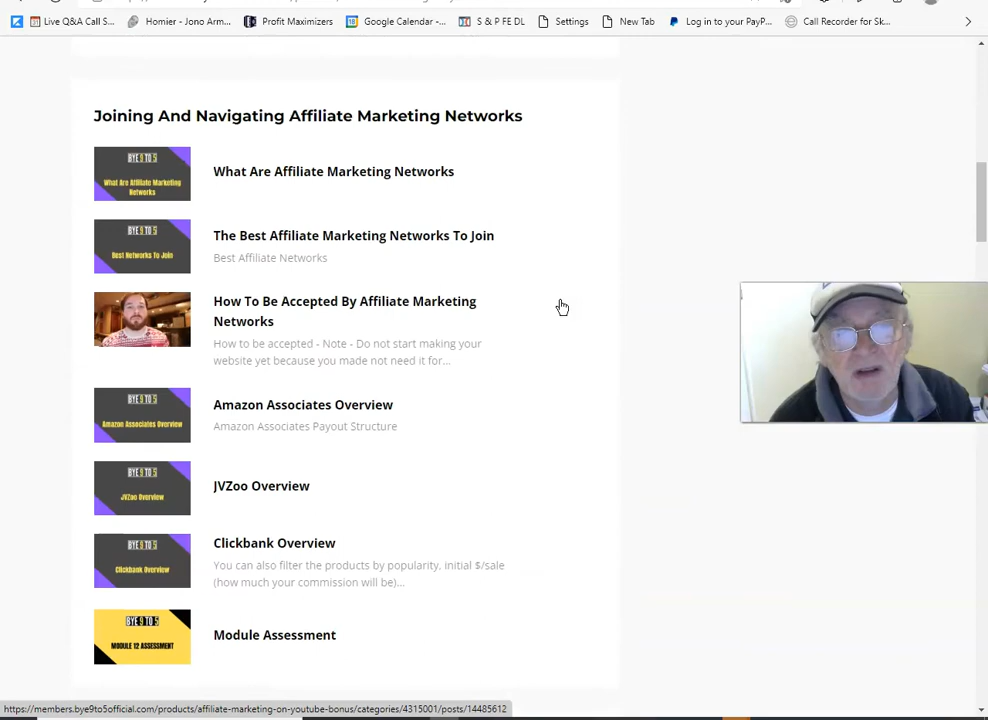 Live Q&A Call S...
Homier - Jono Arm...
Profit Maximizers
Google Calendar -...
S & P FE DL
Settings
New Tab
Log in to your PayP...
Call Recorder for Sk...
Joining And Navigating Affiliate Marketing Networks
BYE 9 TO 5
What Are Affiliate Marketing
Networks
What Are Affiliate Marketing Networks
BYE 9 TO 5
Best Networks To Join
The Best Affiliate Marketing Networks To Join
Best Affiliate Networks
How To Be Accepted By Affiliate Marketing
Networks
How to be accepted - Note - Do not start making your
website yet because you made not need it for...
BYE 9 TO 5
Amazon Associates Overview
Amazon Associates Overview
Amazon Associates Payout Structure
BYE 9 TO 5
JVZoo Overview
JVZoo Overview
BYE 9 TO 5
Clickbank Overview
Clickbank Overview
You can also filter the products by popularity, initial $/sale
(how much your commission will be)...
BYE 9 TO 5
MODULE 12 ASSESSMENT
Module Assessment
https://members.bye9to5official.com/products/affiliate-marketing-on-youtube-bonus/categories/4315001/posts/14485612